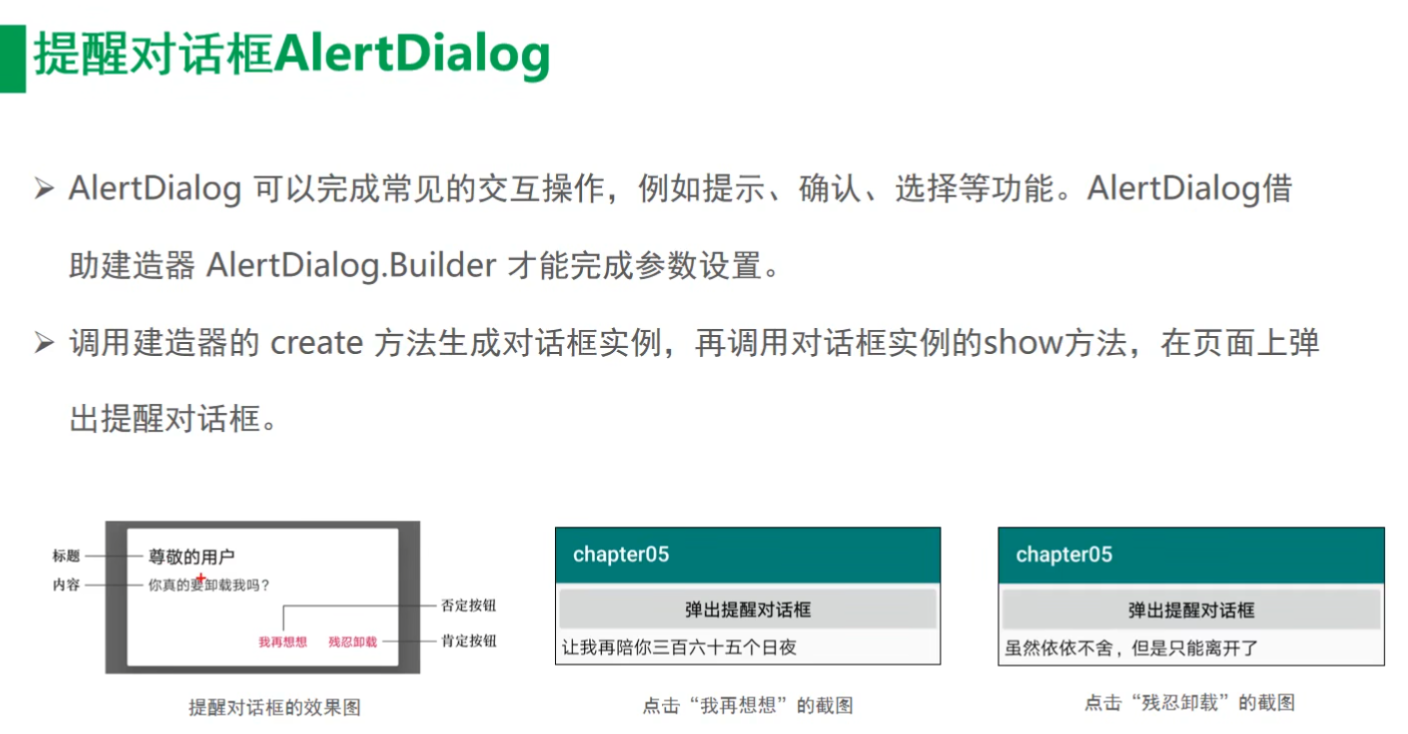 提醒对话框AlertDialog
➢ AlertDialog 可以完成常见的交互操作，例如提示、确认、选择等功能。AlertDialog借
助建造器 AlertDialog.Builder 才能完成参数设置。
➢ 调用建造器的 create 方法生成对话框实例，再调用对话框实例的show方法，在页面上弹
出提醒对话框。
标题
尊敬的用户
内容
你真的要卸载我吗？
否定按钮
我再想想
残忍卸载
肯定按钮
提醒对话框的效果图
chapter05
弹出提醒对话框
让我再陪你三百六十五个日夜
点击“我再想想”的截图
chapter05
弹出提醒对话框
虽然依依不舍，但是只能离开了
点击“残忍卸载”的截图